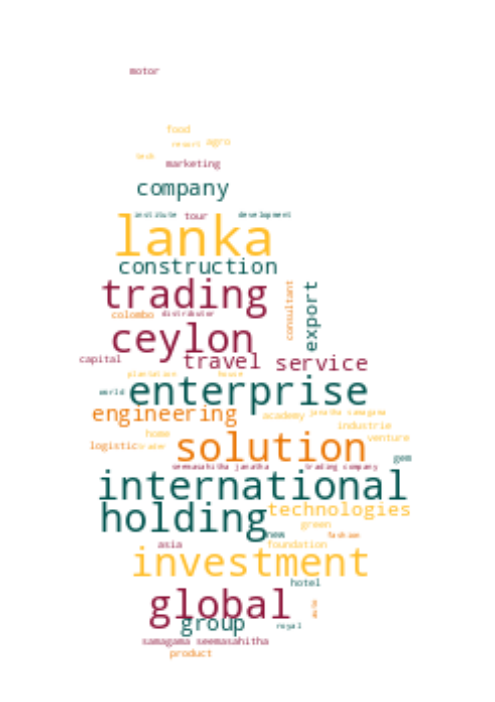 motor
food
resort agro
tech
marketing
company
institute tour development
lanka
construction
trading
consultant
export
colombo distributor
ceylon
capital travel service
plantation house
world enterprise
engineering academy janatha samagama
industrie
home venture
logistic trader solution
gem
seemasahitha janatha trading company
international
holding technologies
green
new fashion
asia foundation
investment
hotel
global
group royal
samagama seemasahitha
product